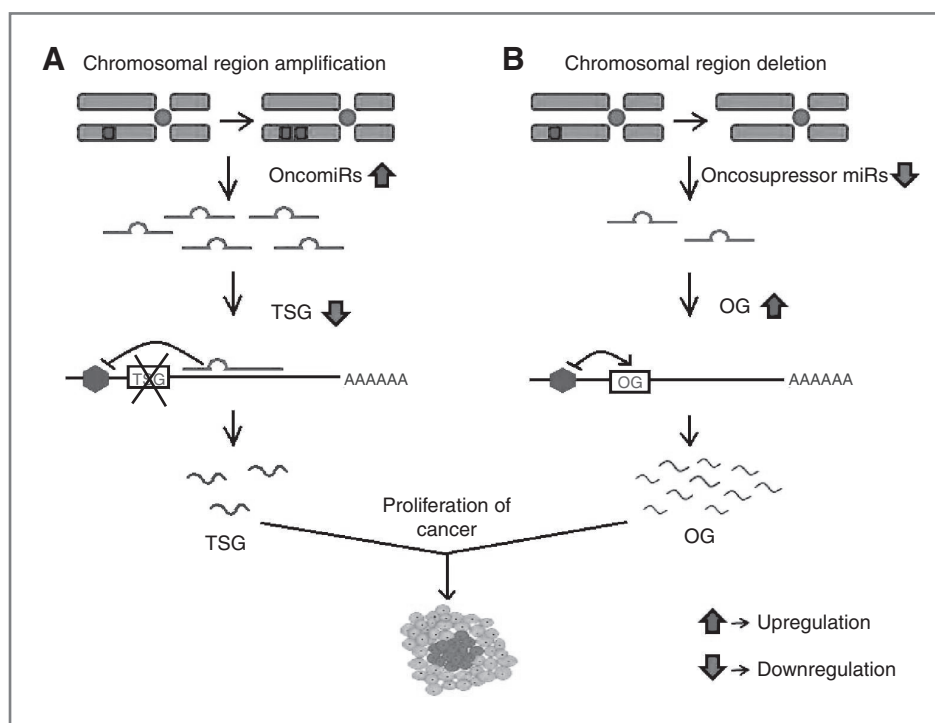 A Chromosomal region amplification
OncomiRs
TSG
TSG
AAAAAA
TSG
B Chromosomal region deletion
Oncosupressor miRs
OG
OG
AAAAAA
OG
Proliferation of
cancer
Upregulation
Downregulation